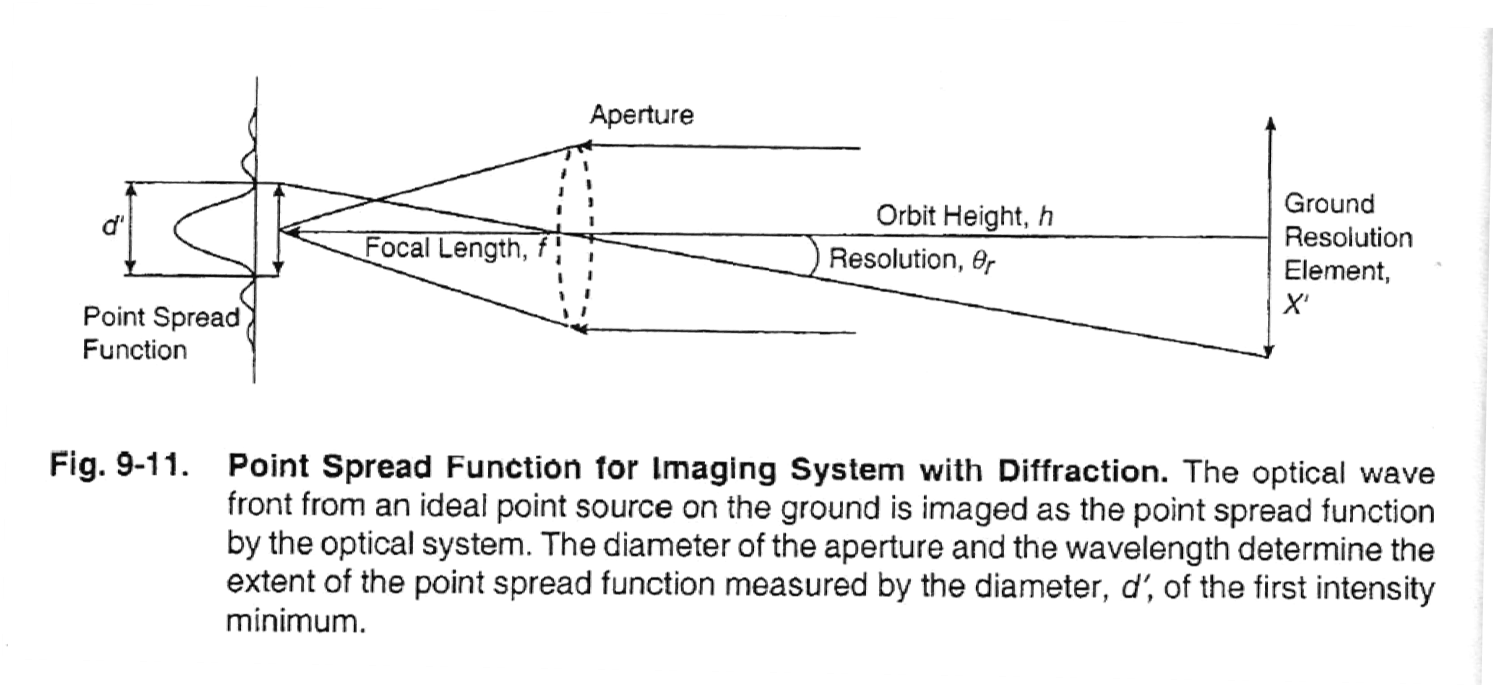 Aperture
d'
Focal Length, f
Orbit Height, h
Resolution, θr
Ground
Resolution
Element,
X'
Point Spread
Function
Fig. 9-11. Point Spread Function for Imaging System with Diffraction. The optical wave
front from an ideal point source on the ground is imaged as the point spread function
by the optical system. The diameter of the aperture and the wavelength determine the
extent of the point spread function measured by the diameter, d', of the first intensity
minimum.